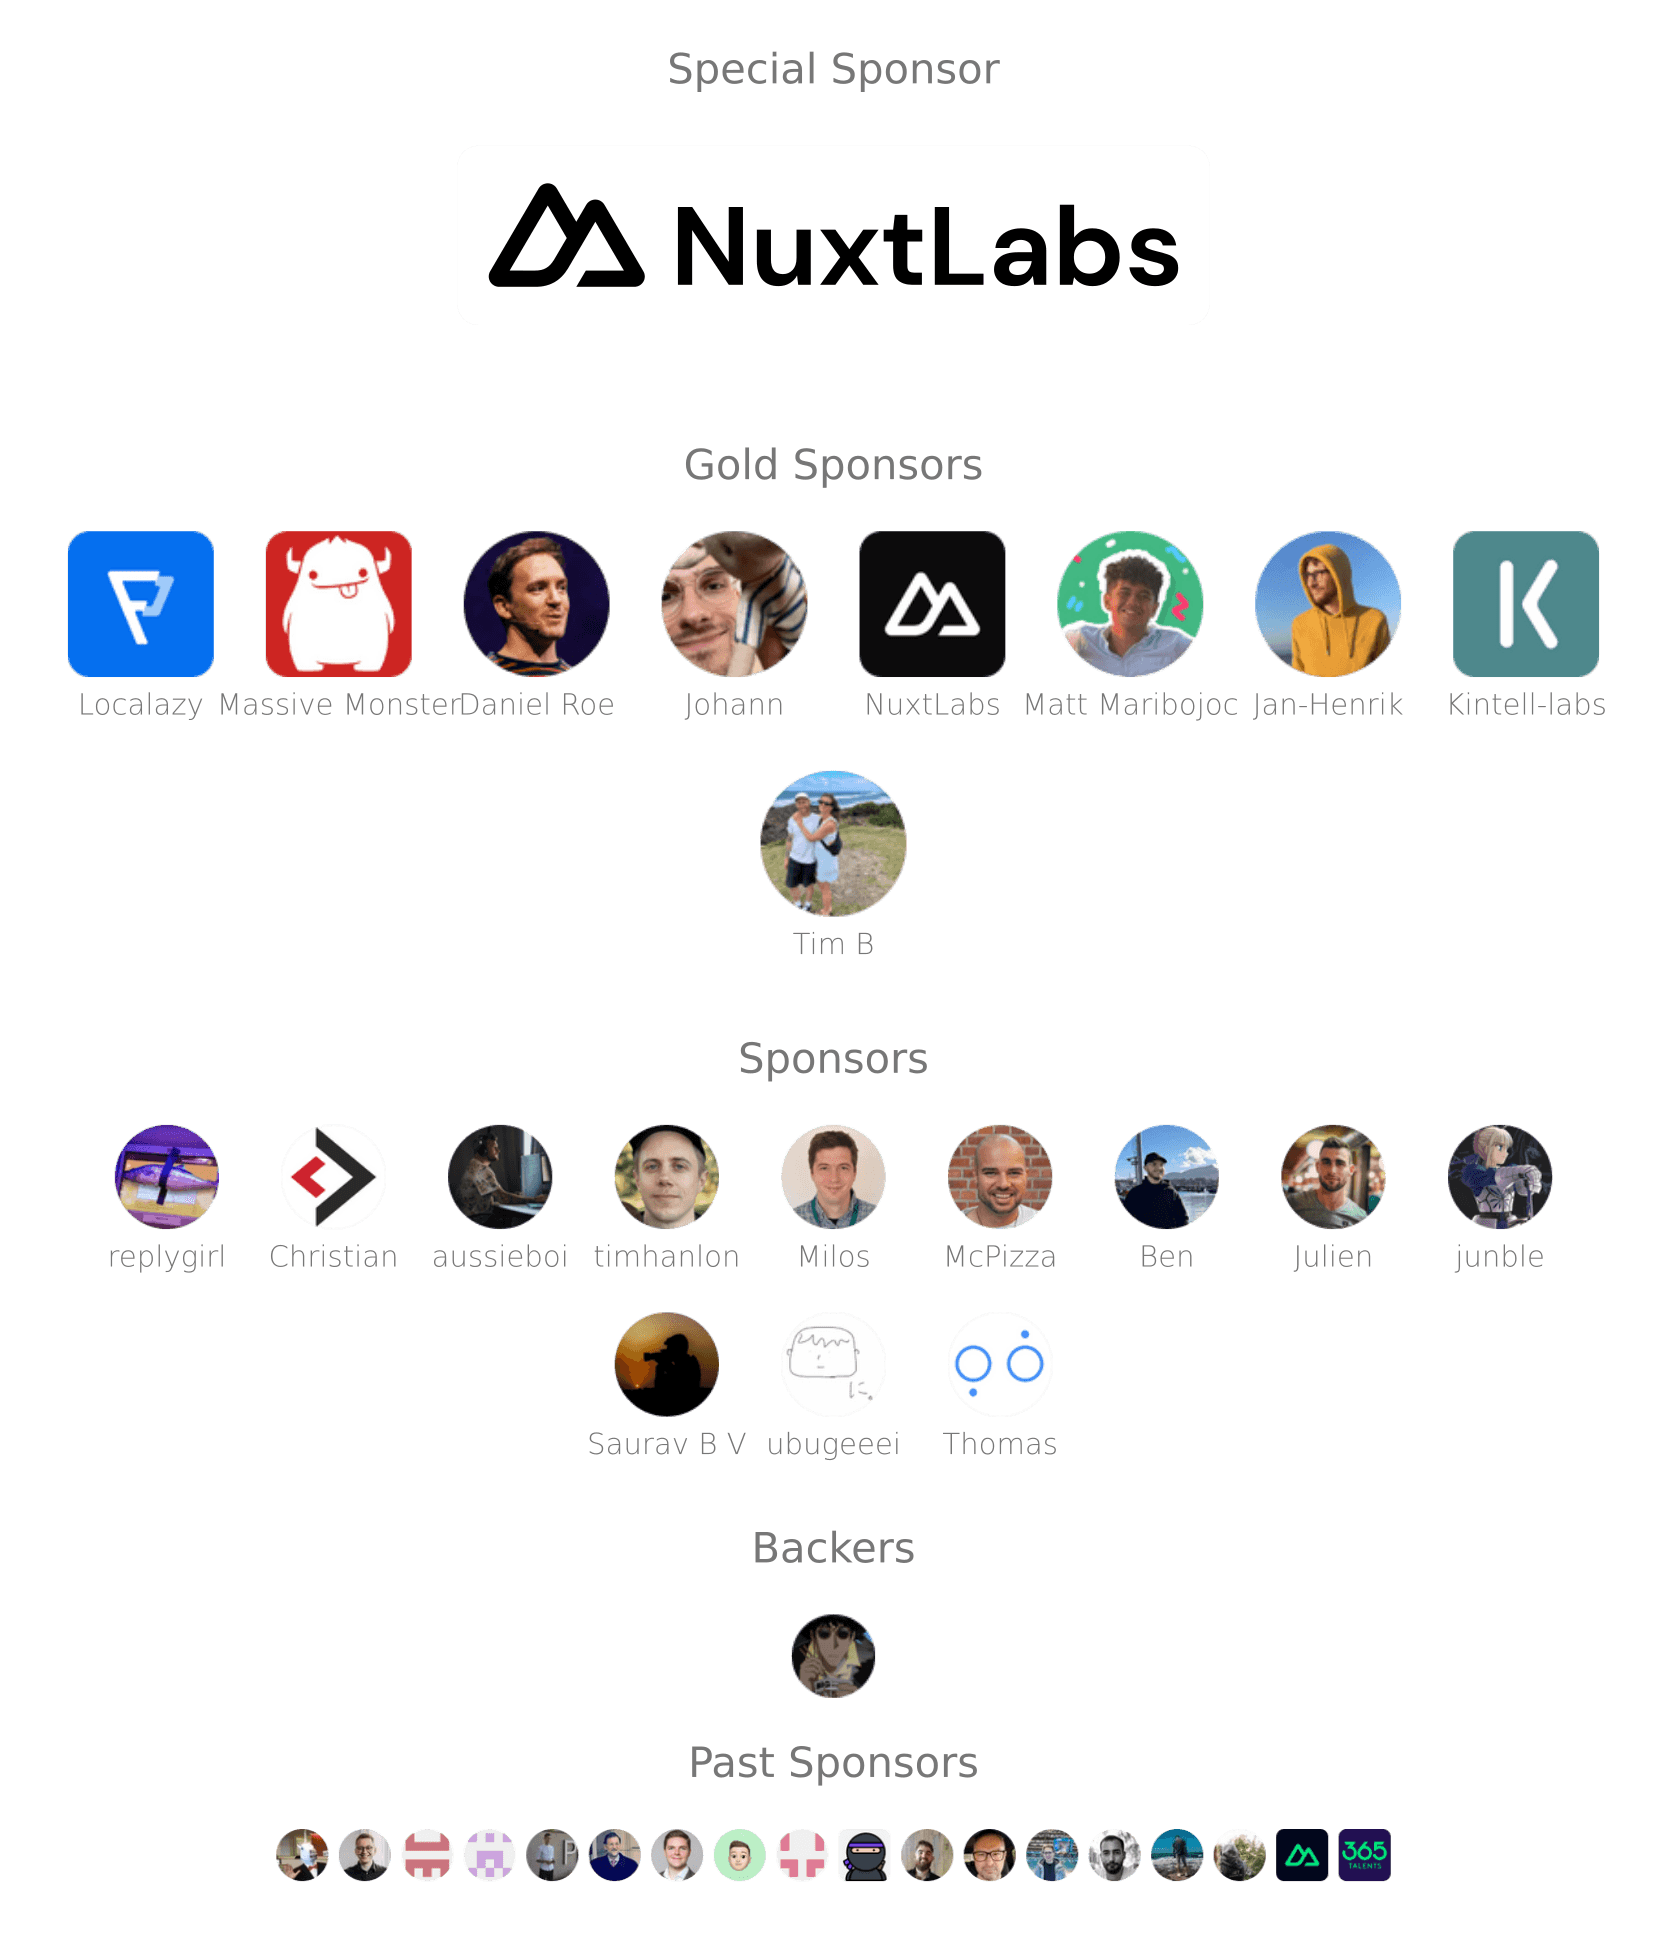 Special Sponsor
NuxtLabs
Gold Sponsors
Localazy Massive Monster Daniel Roe Johann NuxtLabs Matt Maribojoc Jan-Henrik Kintell-labs
Tim B
Sponsors
replygirl Christian aussieboi timhanlon Milos McPizza Ben Julien junble
Saurav B V ubugeeei Thomas
Backers
Past Sponsors
365
TALENTS